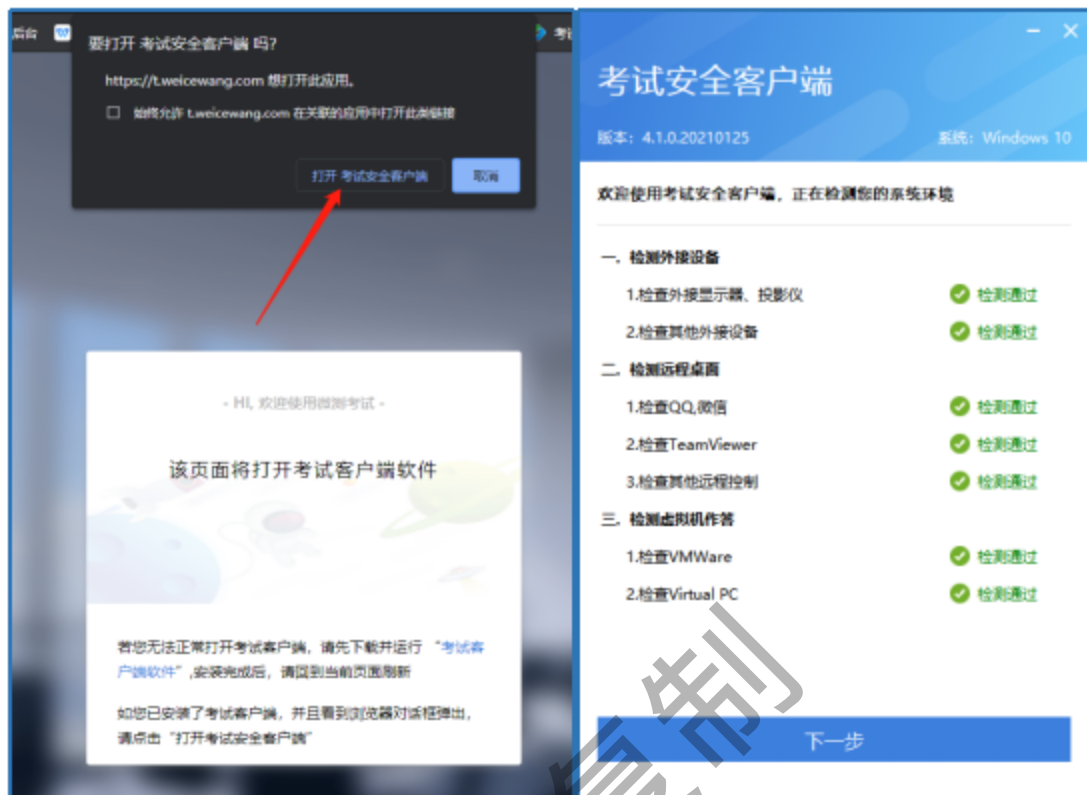 后台
考试
要打开 考试安全客户端 吗?
https://t.weicewang.com 想打开此应用。
始终允许 t.weicewang.com 在关联的应用中打开此类链接
打开 考试安全客户端
取消
- HI, 欢迎使用微测考试 -
该页面将打开考试客户端软件
若您无法正常打开考试客户端, 请先下载并运行 “考试客
户端软件” ,安装完成后, 请回到当前页面刷新
如您已安装了考试客户端, 并且看到浏览器对话框弹出,
请点击 “打开考试安全客户端”
考试安全客户端
版本: 4.1.0.20210125
系统: Windows 10
欢迎使用考试安全客户端, 正在检测您的系统环境
一. 检测外接设备
1.检查外接显示器、投影仪 检测通过
2.检查其他外接设备 检测通过
二. 检测远程桌面
1.检查QQ,微信 检测通过
2.检查TeamViewer 检测通过
3.检查其他远程控制 检测通过
三. 检测虚拟机作答
1.检查VMWare 检测通过
2.检查Virtual PC 检测通过
下一步
复制